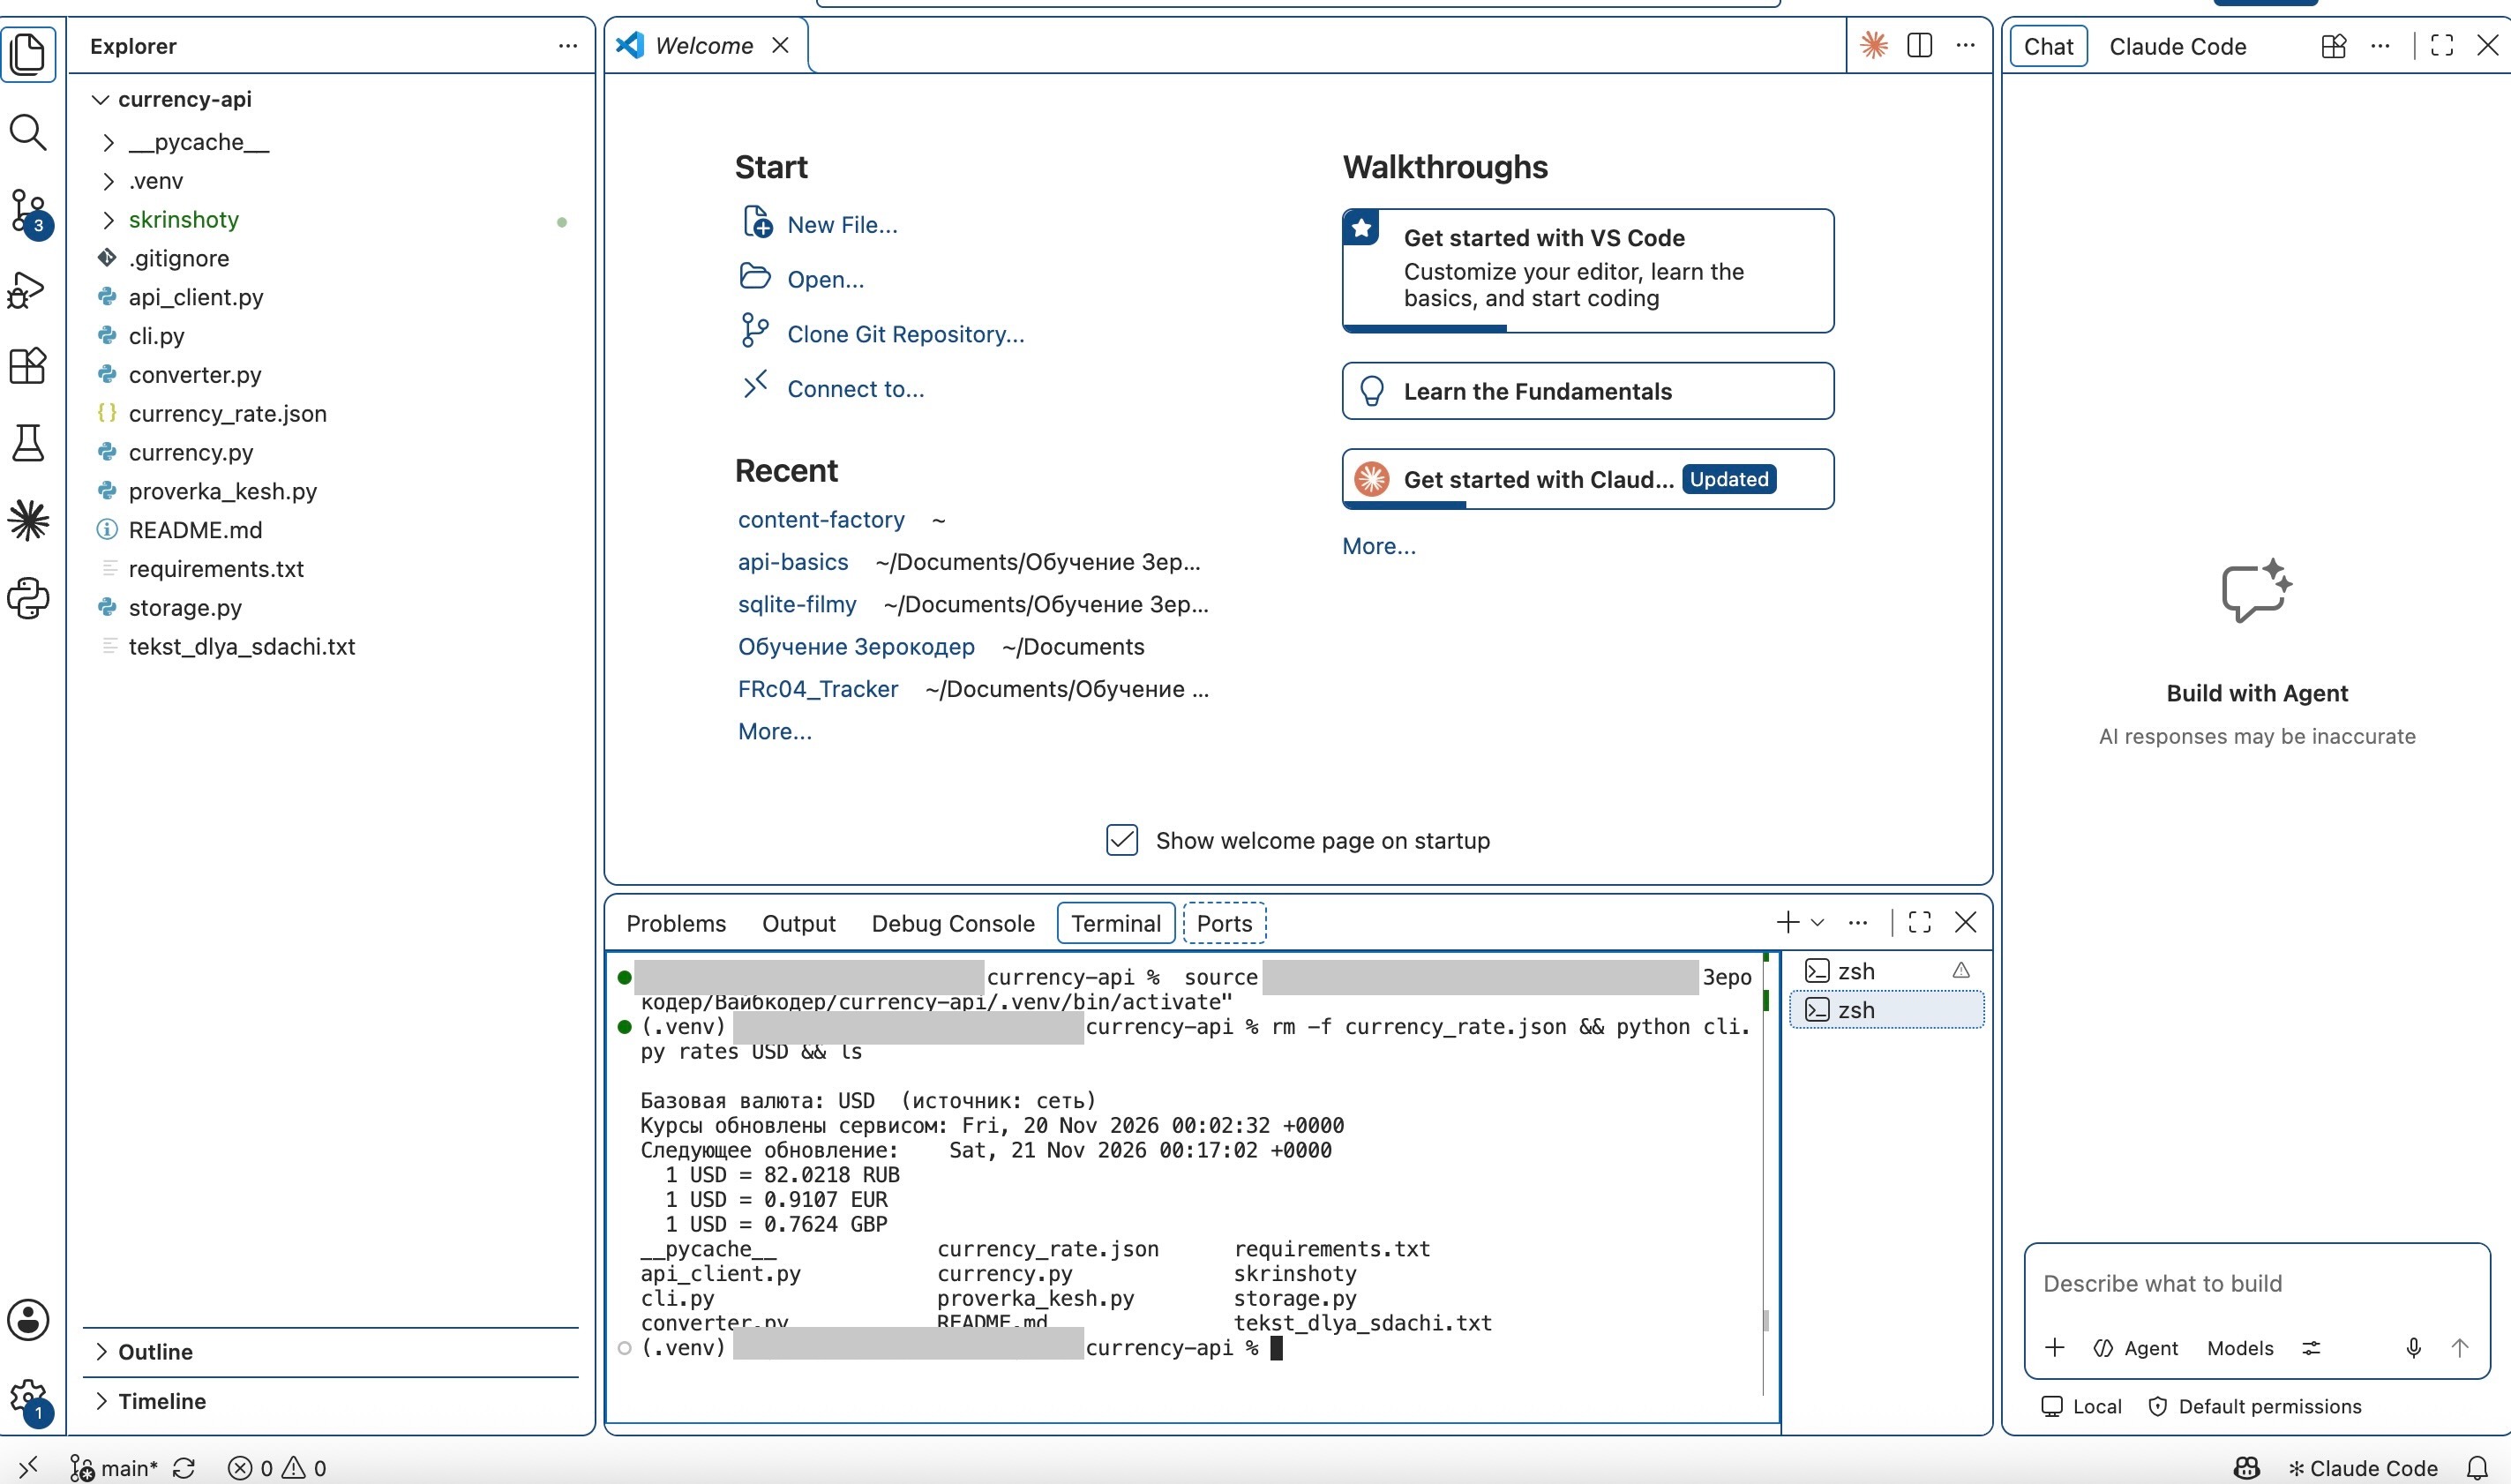 Explorer
currency-api
__pycache__
.venv
skrinshoty
.gitignore
api_client.py
cli.py
converter.py
currency_rate.json
currency.py
proverka_kesh.py
README.md
requirements.txt
storage.py
tekst_dlya_sdachi.txt
Outline
Timeline
3
1
Welcome
Start
New File...
Open...
Clone Git Repository...
Connect to...
Recent
content-factory ~
api-basics ~/Documents/Обучение Зер...
sqlite-filmy ~/Documents/Обучение Зер...
Обучение Зерокодер ~/Documents
FRc04_Tracker ~/Documents/Обучение ...
More...
Walkthroughs
Get started with VS Code
Customize your editor, learn the
basics, and start coding
Learn the Fundamentals
Get started with Claud... Updated
More...
Show welcome page on startup
Problems Output Debug Console Terminal Ports
currency-api % source Зеро
кодер/Вайбкодер/currency-api/.venv/bin/activate"
(.venv) currency-api % rm -f currency_rate.json && python cli.
py rates USD && ls
Базовая валюта: USD (источник: сеть)
Курсы обновлены сервисом: Fri, 20 Nov 2026 00:02:32 +0000
Следующее обновление: Sat, 21 Nov 2026 00:17:02 +0000
1 USD = 82.0218 RUB
1 USD = 0.9107 EUR
1 USD = 0.7624 GBP
__pycache__ currency_rate.json requirements.txt
api_client.py currency.py skrinshoty
cli.py proverka_kesh.py storage.py
converter.py README.md tekst_dlya_sdachi.txt
(.venv) currency-api %
zsh
zsh
Chat Claude Code
Build with Agent
AI responses may be inaccurate
Describe what to build
Agent Models
Local Default permissions
main* 0 0
Claude Code